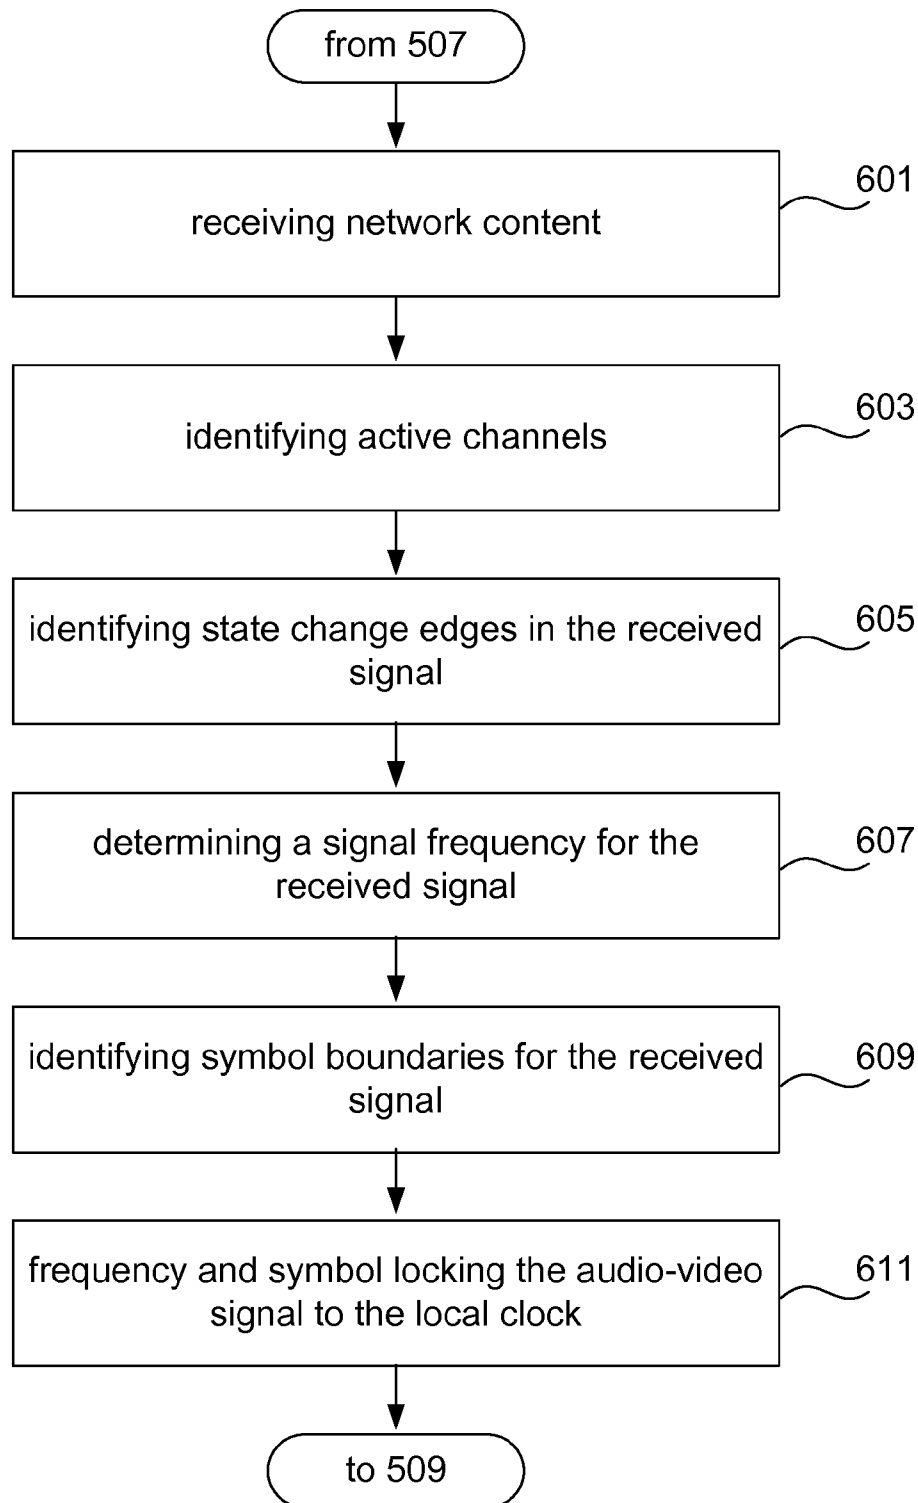 from 507
receiving network content
601
identifying active channels
603
identifying state change edges in the received
signal
605
determining a signal frequency for the
received signal
607
identifying symbol boundaries for the received
signal
609
frequency and symbol locking the audio-video
signal to the local clock
611
to 509